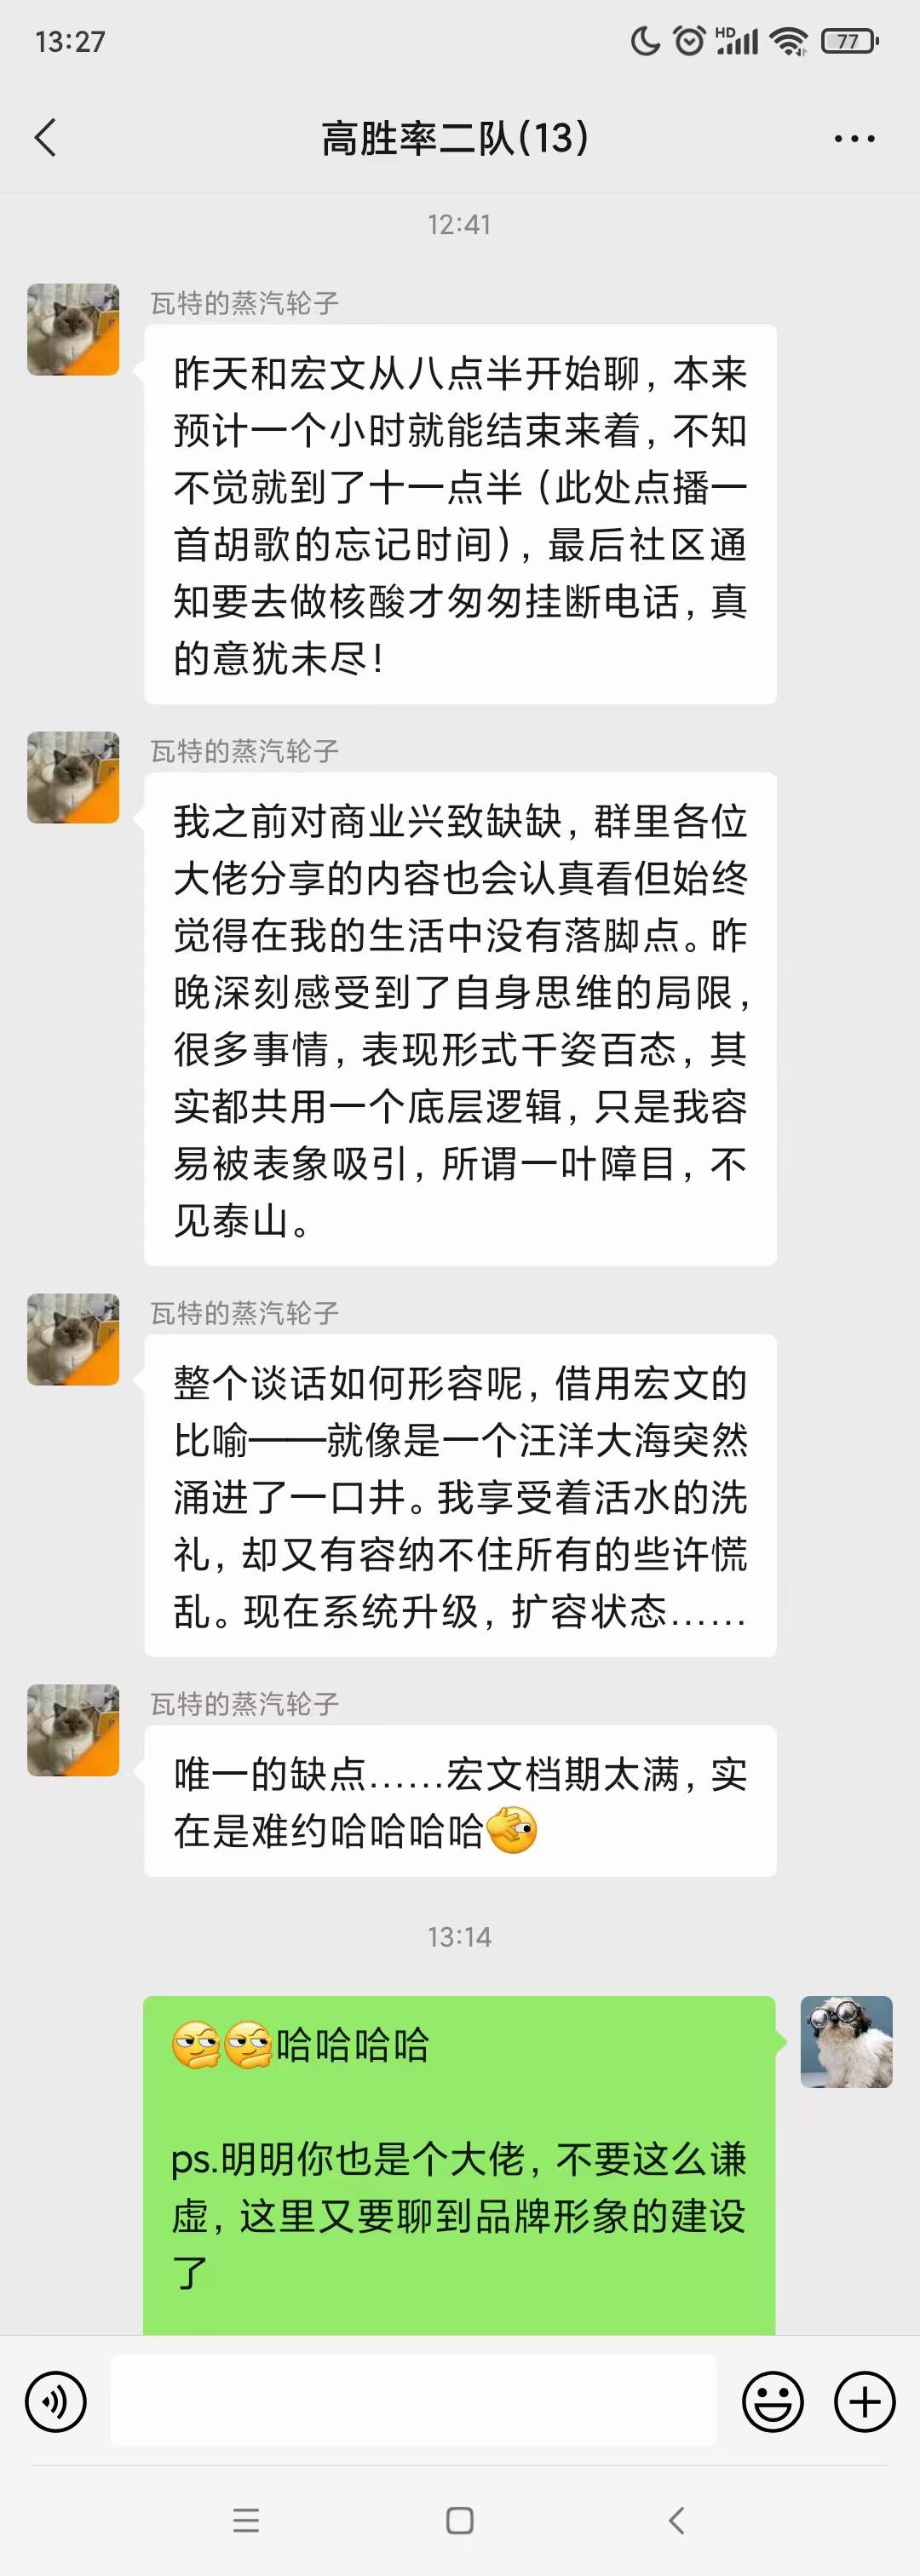 13:27
HD
77
高胜率二队(13)
12:41
瓦特的蒸汽轮子
昨天和宏文从八点半开始聊，本来
预计一个小时就能结束来着，不知
不觉就到了十一点半（此处点播一
首胡歌的忘记时间），最后社区通
知要去做核酸才匆匆挂断电话，真
的意犹未尽！
瓦特的蒸汽轮子
我之前对商业兴致缺缺，群里各位
大佬分享的内容也会认真看但始终
觉得在我的生活中没有落脚点。昨
晚深刻感受到了自身思维的局限，
很多事情，表现形式千姿百态，其
实都共用一个底层逻辑，只是我容
易被表象吸引，所谓一叶障目，不
见泰山。
瓦特的蒸汽轮子
整个谈话如何形容呢，借用宏文的
比喻——就像是一个汪洋大海突然
涌进了一口井。我享受着活水的洗
礼，却又有容纳不住所有的些许慌
乱。现在系统升级，扩容状态……
瓦特的蒸汽轮子
唯一的缺点……宏文档期太满，实
在是难约哈哈哈哈
13:14
哈哈哈哈
ps.明明你也是个大佬，不要这么谦
虚，这里又要聊到品牌形象的建设
了